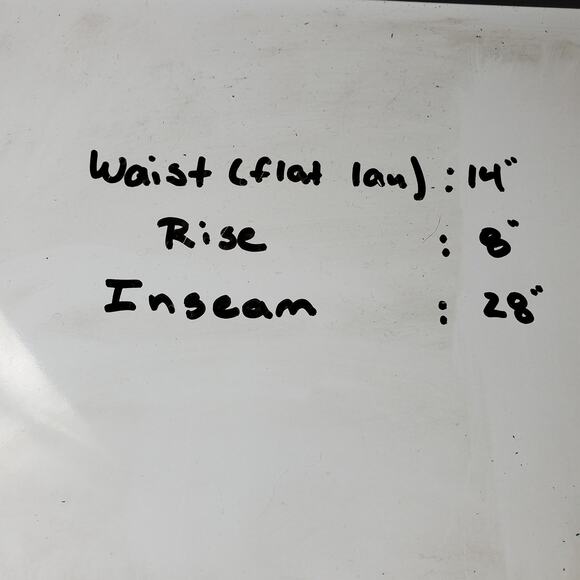 Waist (flat lau) : 14"
Rise : 8"
Inseam : 28"